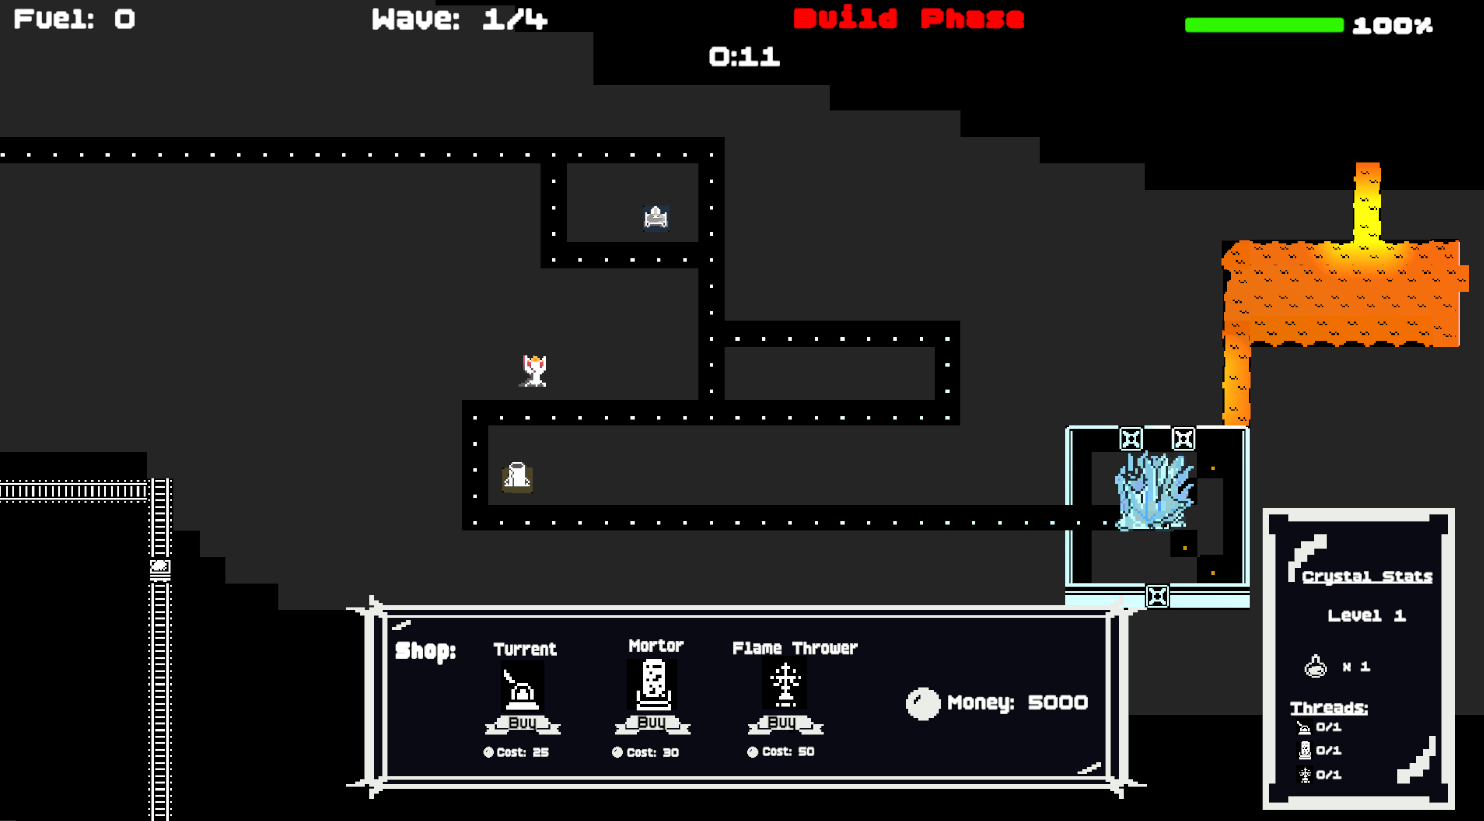 Fuel: 0
Wave: 1/4
Build Phase
100%
0:11
Shop:
Turrent
Mortor
Flame Thrower
Buy
Buy
Buy
Cost: 25
Cost: 30
Cost: 50
Money: 5000
Crystal Stats
Level 1
x 1
Threads:
0/1
0/1
0/1